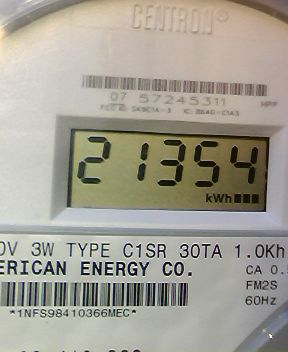 CENTRON
07 57245311 HPP
21354
kWh
0V 3W TYPE C1SR 30TA 1.0Kh
ERICAN ENERGY CO.
CA 0.
FM2S
60Hz
*1NFS98410366MEC*